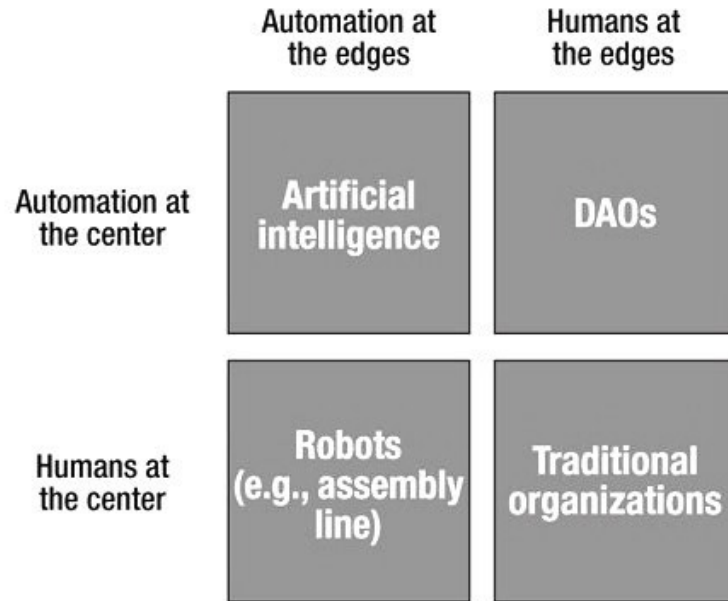 Automation at
the edges
Humans at
the edges
Automation at
the center
Artificial
intelligence
DAOs
Humans at
the center
Robots
(e.g., assembly
line)
Traditional
organizations